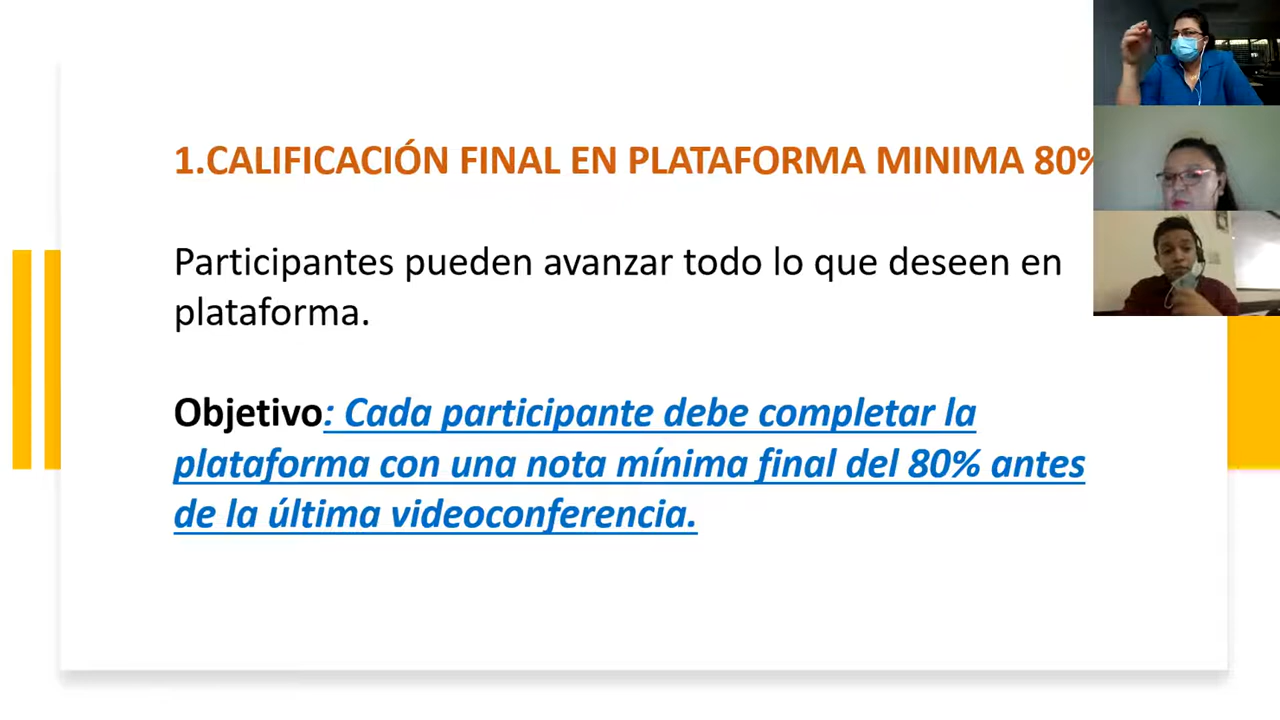 1.CALIFICACIÓN FINAL EN PLATAFORMA MINIMA 80%
Participantes pueden avanzar todo lo que deseen en
plataforma.
Objetivo: Cada participante debe completar la
plataforma con una nota mínima final del 80% antes
de la última videoconferencia.